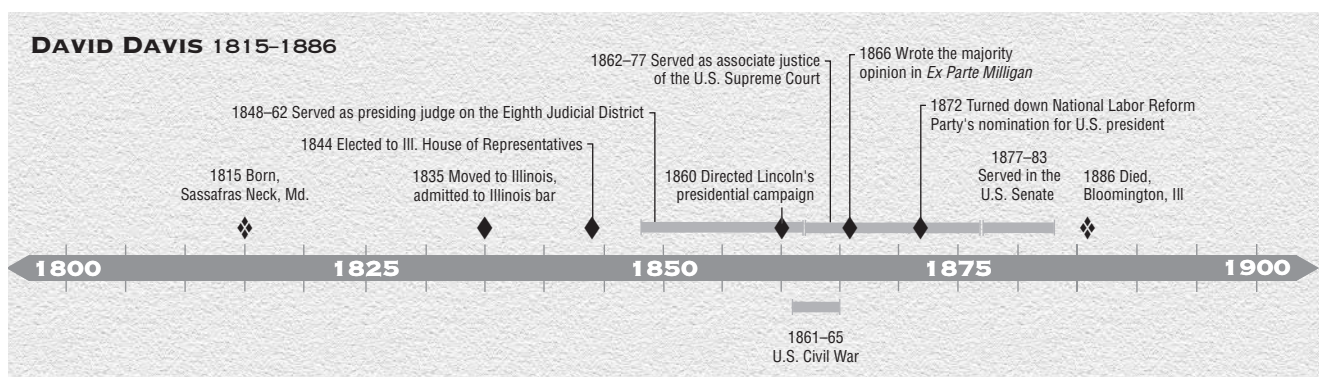 DAVID DAVIS 1815–1886
1862–77 Served as associate justice
of the U.S. Supreme Court
1866 Wrote the majority
opinion in Ex Parte Milligan
1848–62 Served as presiding judge on the Eighth Judicial District
1872 Turned down National Labor Reform
Party's nomination for U.S. president
1844 Elected to Ill. House of Representatives
1815 Born,
Sassafras Neck, Md.
1835 Moved to Illinois,
admitted to Illinois bar
1860 Directed Lincoln's
presidential campaign
1877–83
Served in the
U.S. Senate
1886 Died,
Bloomington, Ill
1800 1825 1850 1875 1900
1861–65
U.S. Civil War